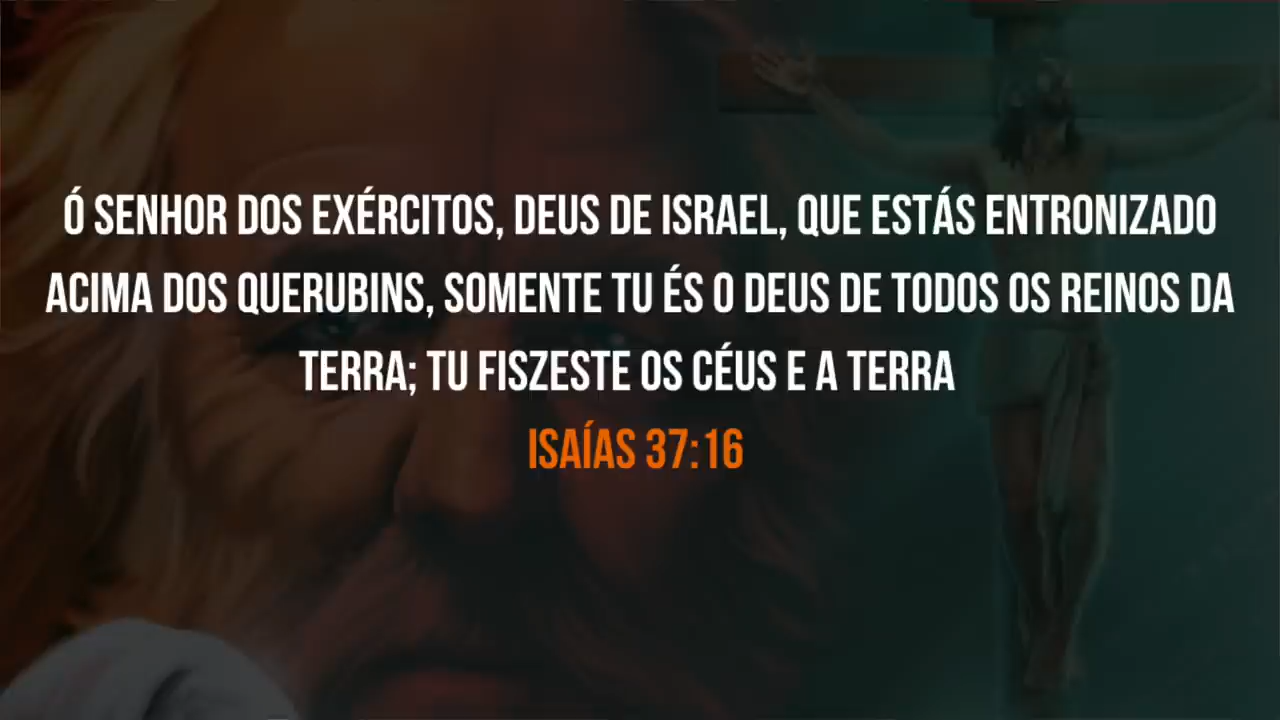 Ó SENHOR DOS EXÉRCITOS, DEUS DE ISRAEL, QUE ESTÁS ENTRONIZADO
ACIMA DOS QUERUBINS, SOMENTE TU ÉS O DEUS DE TODOS OS REINOS DA
TERRA; TU FISZESTE OS CÉUS E A TERRA
ISAÍAS 37:16